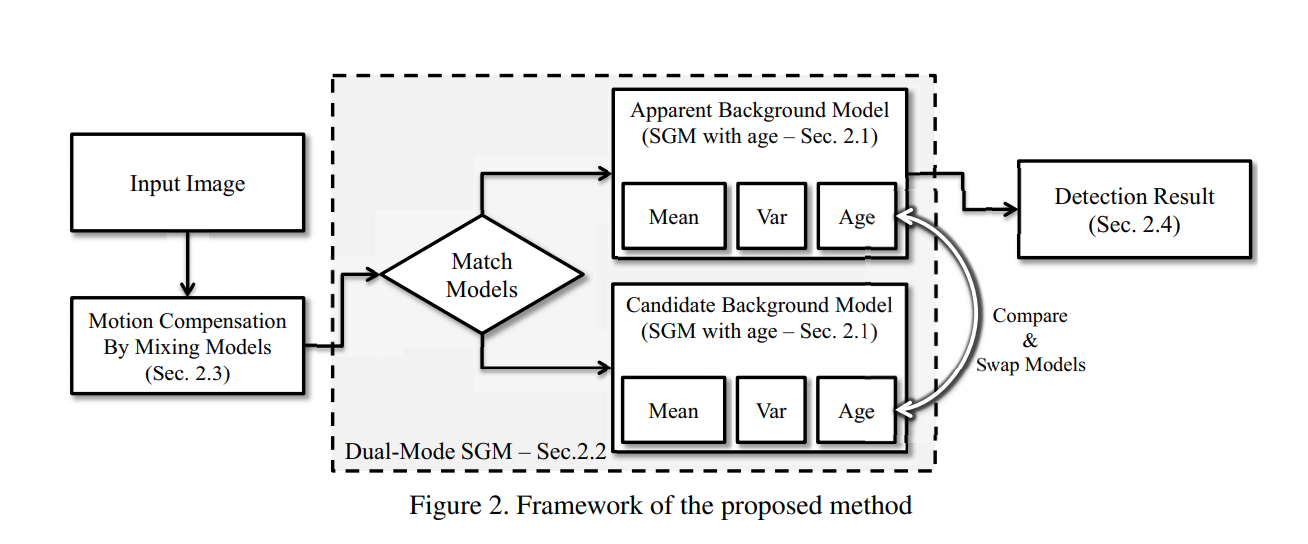 Input Image
Motion Compensation
By Mixing Models
(Sec. 2.3)
Match
Models
Apparent Background Model
(SGM with age – Sec. 2.1)
Mean
Var
Age
Candidate Background Model
(SGM with age – Sec. 2.1)
Mean
Var
Age
Compare
&
Swap Models
Detection Result
(Sec. 2.4)
Dual-Mode SGM – Sec.2.2
Figure 2. Framework of the proposed method